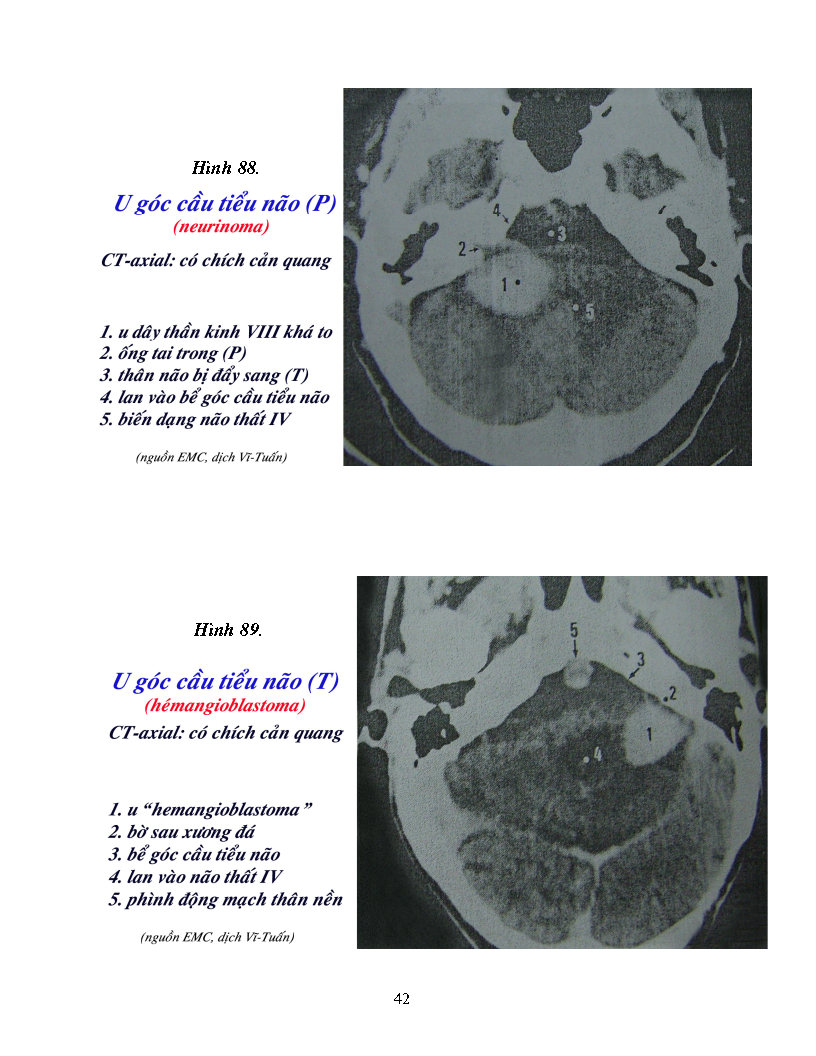 Hình 88.
U góc cầu tiểu não (P)
(neurinoma)
CT-axial: có chích cản quang
1. u dây thần kinh VIII khá to
2. ống tai trong (P)
3. thân não bị đẩy sang (T)
4. lan vào bể góc cầu tiểu não
5. biến dạng não thất IV
(nguồn EMC, dịch Vĩ-Tuấn)
4
3
2
1
5
Hình 89.
U góc cầu tiểu não (T)
(hémangioblastoma)
CT-axial: có chích cản quang
1. u “hemangioblastoma”
2. bờ sau xương đá
3. bể góc cầu tiểu não
4. lan vào não thất IV
5. phình động mạch thân nền
(nguồn EMC, dịch Vĩ-Tuấn)
5
3
2
1
4
42